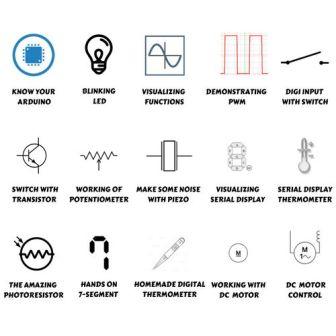 KNOW YOUR
ARDUINO
BLINKING
LED
VISUALIZING
FUNCTIONS
DEMONSTRATING
PWM
DIGI INPUT
WITH SWITCH
SWITCH WITH
TRANSISTOR
WORKING OF
POTENTIOMETER
MAKE SOME NOISE
WITH PIEZO
VISUALIZING
SERIAL DISPLAY
SERIAL DISPLAY
THERMOMETER
M
M
1~
THE AMAZING
PHOTORESISTOR
HANDS ON
7-SEGMENT
HOMEMADE DIGITAL
THERMOMETER
WORKING WITH
DC MOTOR
DC MOTOR
CONTROL